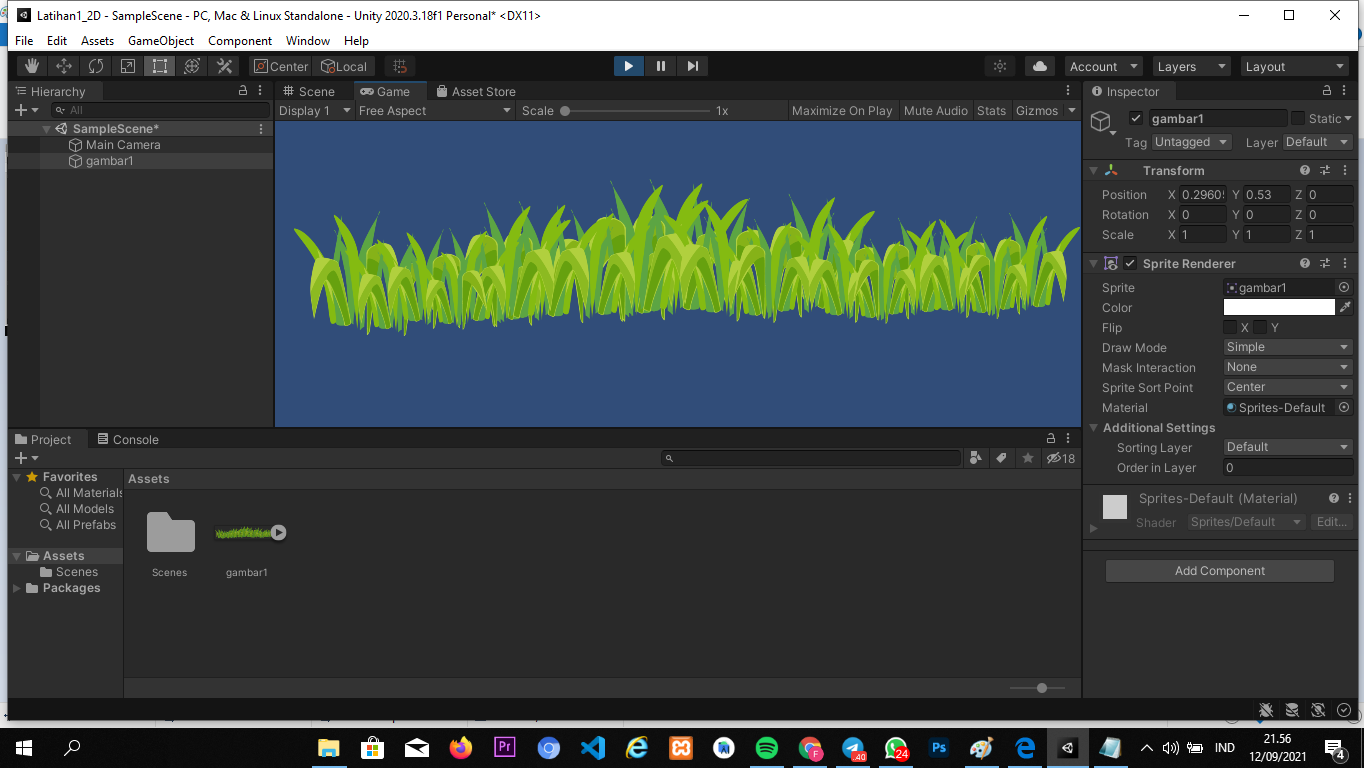 Latihan1_2D - SampleScene - PC, Mac & Linux Standalone - Unity 2020.3.18f1 Personal* <DX11>
File Edit Assets GameObject Component Window Help
Center Local Account Layers Layout
Hierarchy
All
SampleScene*
Main Camera
gambar1
Scene Game Asset Store
Display 1 Free Aspect Scale 1x Maximize On Play Mute Audio Stats Gizmos
Inspector
gambar1 Static
Tag Untagged Layer Default
Transform
Position X 0.2960 Y 0.53 Z 0
Rotation X 0 Y 0 Z 0
Scale X 1 Y 1 Z 1
Sprite Renderer
Sprite gambar1
Color
Flip X Y
Draw Mode Simple
Mask Interaction None
Sprite Sort Point Center
Material Sprites-Default
Additional Settings
Sorting Layer Default
Order in Layer 0
Sprites-Default (Material)
Shader Sprites/Default Edit...
Add Component
Project Console
18
Favorites
All Materials
All Models
All Prefabs
Assets
Scenes
Packages
Assets
Scenes gambar1
Pr F 40 24 Ps IND 21.56
12/09/2021 4